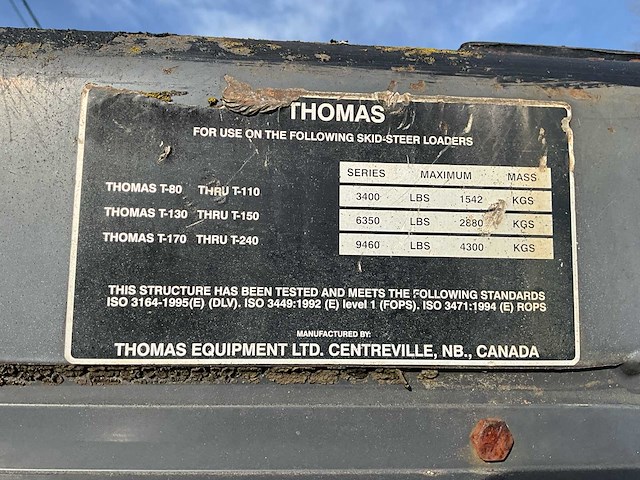 THOMAS
FOR USE ON THE FOLLOWING SKID-STEER LOADERS
SERIES MAXIMUM MASS
THOMAS T-80 THRU T-110 3400 LBS 1542 KGS
THOMAS T-130 THRU T-150 6350 LBS 2880 KGS
THOMAS T-170 THRU T-240 9460 LBS 4300 KGS
THIS STRUCTURE HAS BEEN TESTED AND MEETS THE FOLLOWING STANDARDS
ISO 3164-1995(E) (DLV). ISO 3449:1992 (E) level 1 (FOPS). ISO 3471:1994 (E) ROPS
MANUFACTURED BY:
THOMAS EQUIPMENT LTD. CENTREVILLE, NB., CANADA